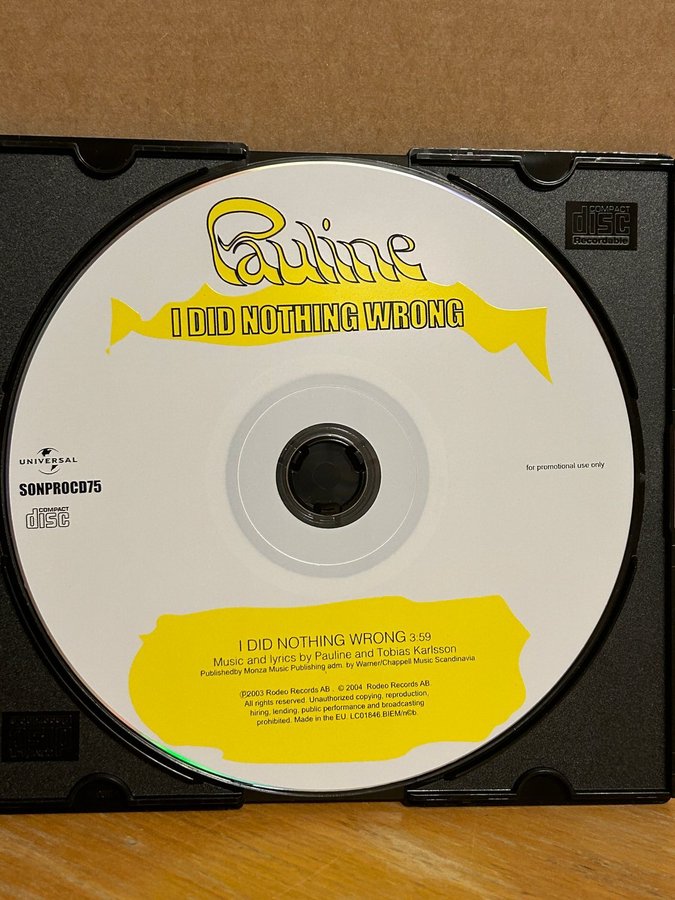 Pauline
I DID NOTHING WRONG
COMPACT
disc
Recordable
UNIVERSAL
SONPROCD75
COMPACT
disc
for promotional use only
I DID NOTHING WRONG 3:59
Music and lyrics by Pauline and Tobias Karlsson
Publishedby Monza Music Publishing adm. by Warner/Chappell Music Scandinavia
℗2003 Rodeo Records AB . © 2004 Rodeo Records AB.
All rights reserved. Unauthorized copying, reproduction,
hiring, lending, public performance and broadcasting
prohibited. Made in the EU. LC01846.BIEM/n©b.